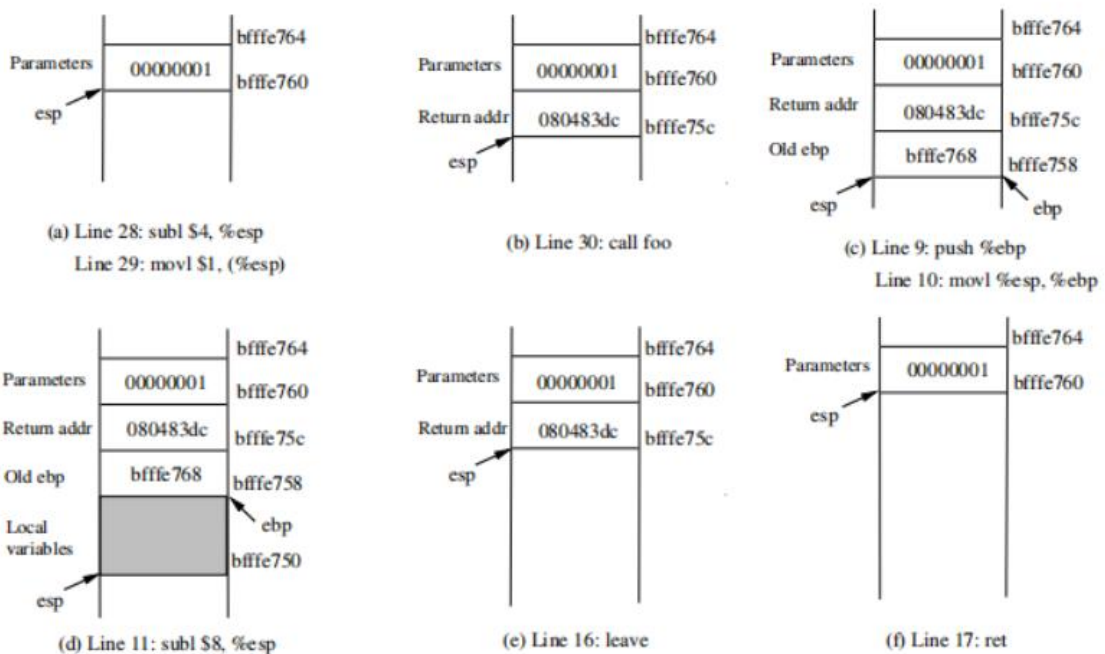 bfffe764
Parameters 00000001
bfffe760
esp
(a) Line 28: subl $4, %esp
Line 29: movl $1, (%esp)
bfffe764
Parameters 00000001
bfffe760
Return addr 080483dc
bfffe75c
esp
(b) Line 30: call foo
bfffe764
Parameters 00000001
bfffe760
Return addr 080483dc
bfffe75c
Old ebp bfffe768
bfffe758
esp ebp
(c) Line 9: push %ebp
Line 10: movl %esp, %ebp
bfffe764
Parameters 00000001
bfffe760
Return addr 080483dc
bfffe75c
Old ebp bfffe768
bfffe758
ebp
Local
variables
bfffe750
esp
(d) Line 11: subl $8, %esp
bfffe764
Parameters 00000001
bfffe760
Return addr 080483dc
bfffe75c
esp
(e) Line 16: leave
bfffe764
Parameters 00000001
bfffe760
esp
(f) Line 17: ret